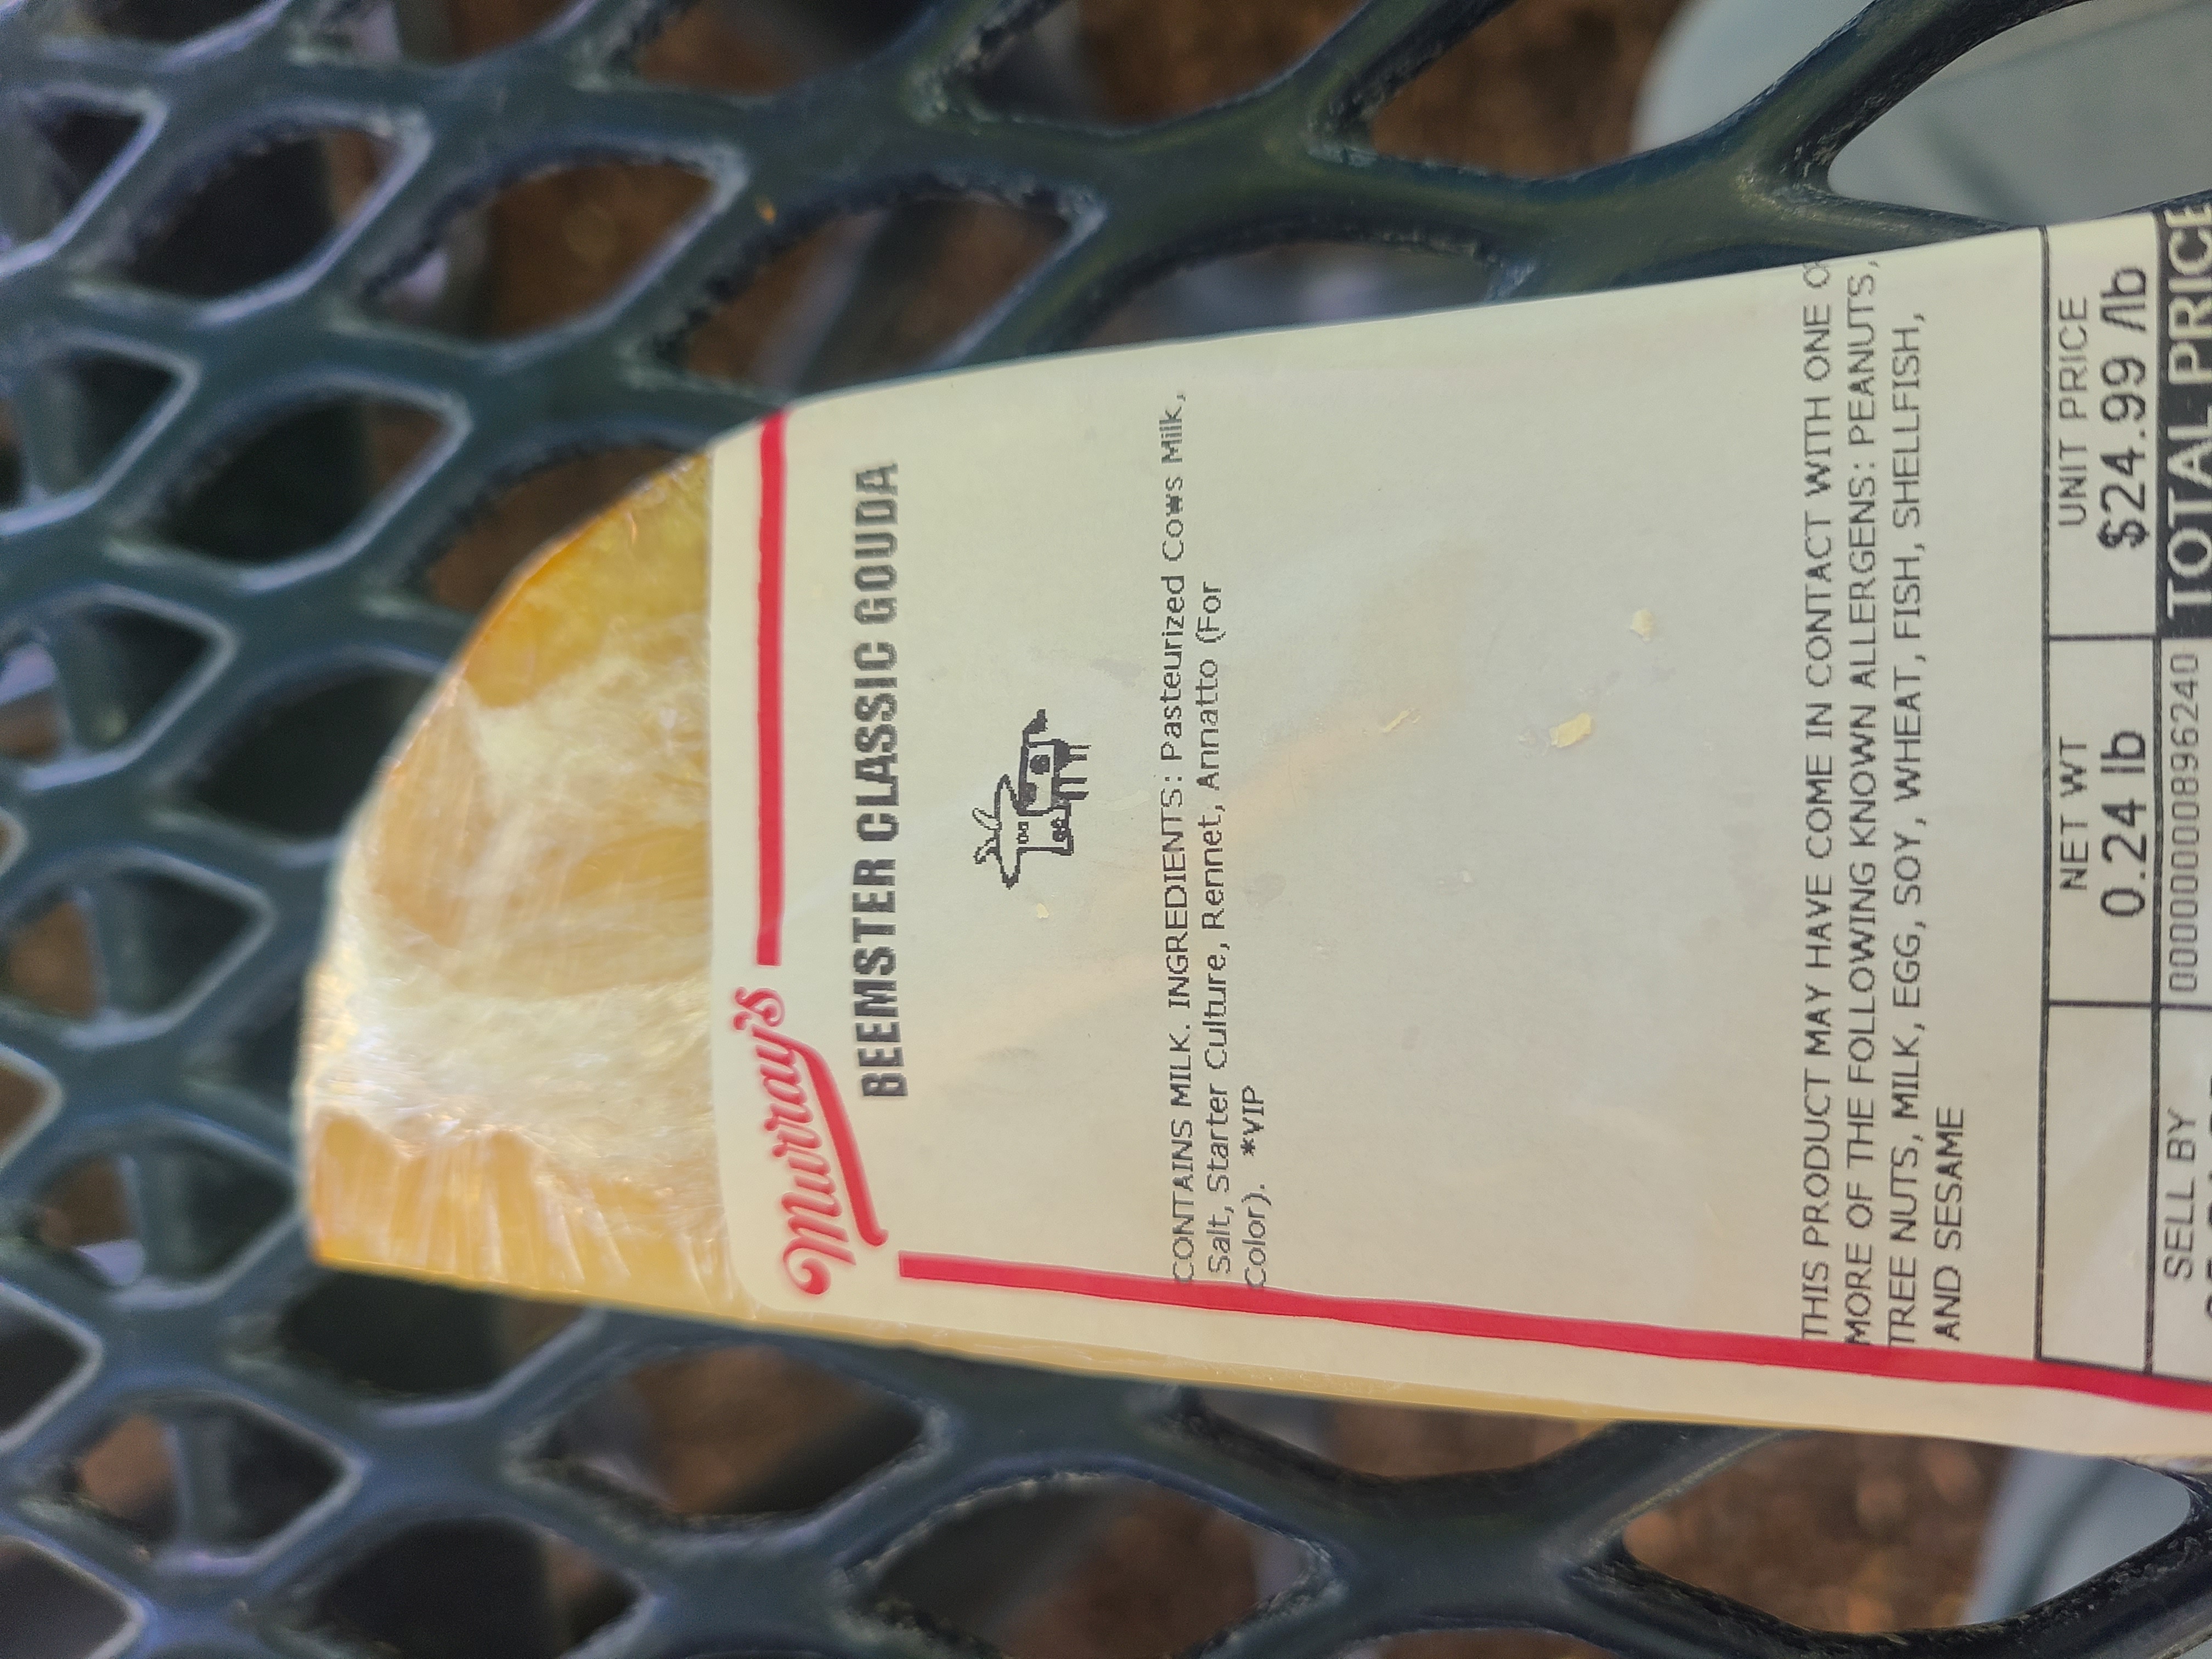 Murray's
BEEMSTER CLASSIC GOUDA
CONTAINS MILK. INGREDIENTS: Pasteurized Cows Milk,
Salt, Starter Culture, Rennet, Annatto (For
Color). *VIP
THIS PRODUCT MAY HAVE COME IN CONTACT WITH ONE
MORE OF THE FOLLOWING KNOWN ALLERGENS: PEANUTS,
TREE NUTS, MILK, EGG, SOY, WHEAT, FISH, SHELLFISH,
AND SESAME
NET WT UNIT PRICE
0.24 lb $24.99 /lb
SELL BY 0000000008896240 TOTAL PRICE